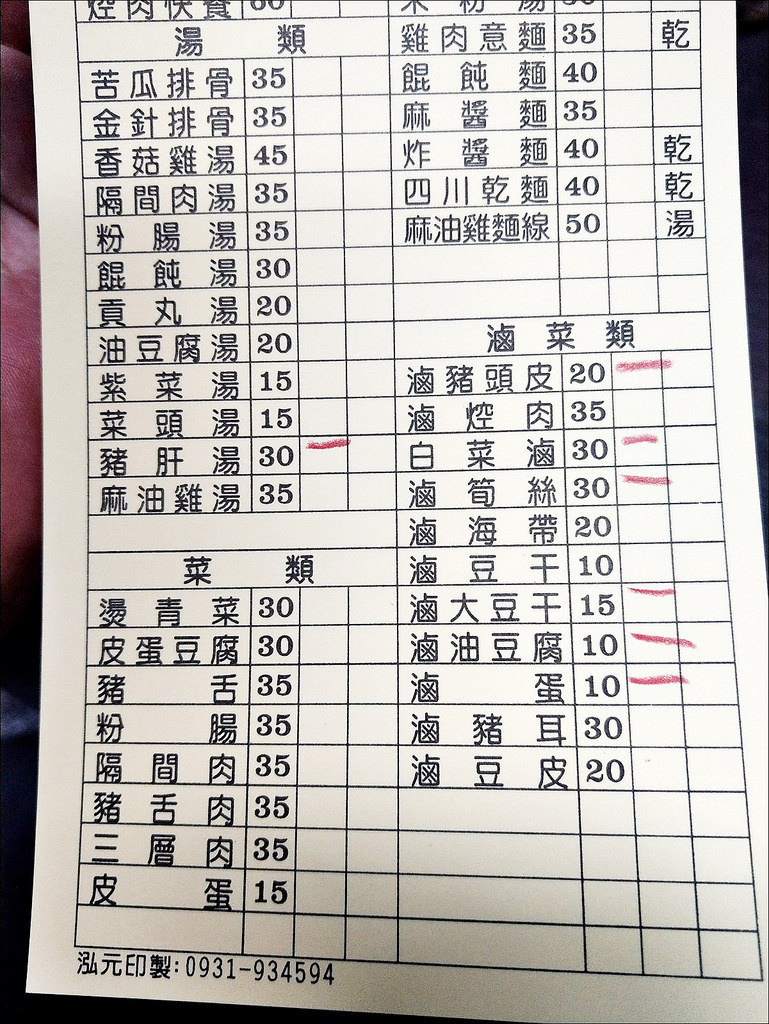 焢肉快餐 60
湯 類
苦瓜排骨 35
金針排骨 35
香菇雞湯 45
隔間肉湯 35
粉腸湯 35
餛飩湯 30
貢丸湯 20
油豆腐湯 20
紫菜湯 15
菜頭湯 15
豬肝湯 30
麻油雞湯 35
菜 類
燙青菜 30
皮蛋豆腐 30
豬舌 35
粉腸 35
隔間肉 35
豬舌肉 35
三層肉 35
皮蛋 15
泓元印製:0931-934594
米粉湯
雞肉意麵 35 乾
餛飩麵 40
麻醬麵 35
炸醬麵 40 乾
四川乾麵 40 乾
麻油雞麵線 50 湯
滷菜類
滷豬頭皮 20
滷焢肉 35
白菜滷 30
滷筍絲 30
滷海帶 20
滷豆干 10
滷大豆干 15
滷油豆腐 10
滷蛋 10
滷豬耳 30
滷豆皮 20